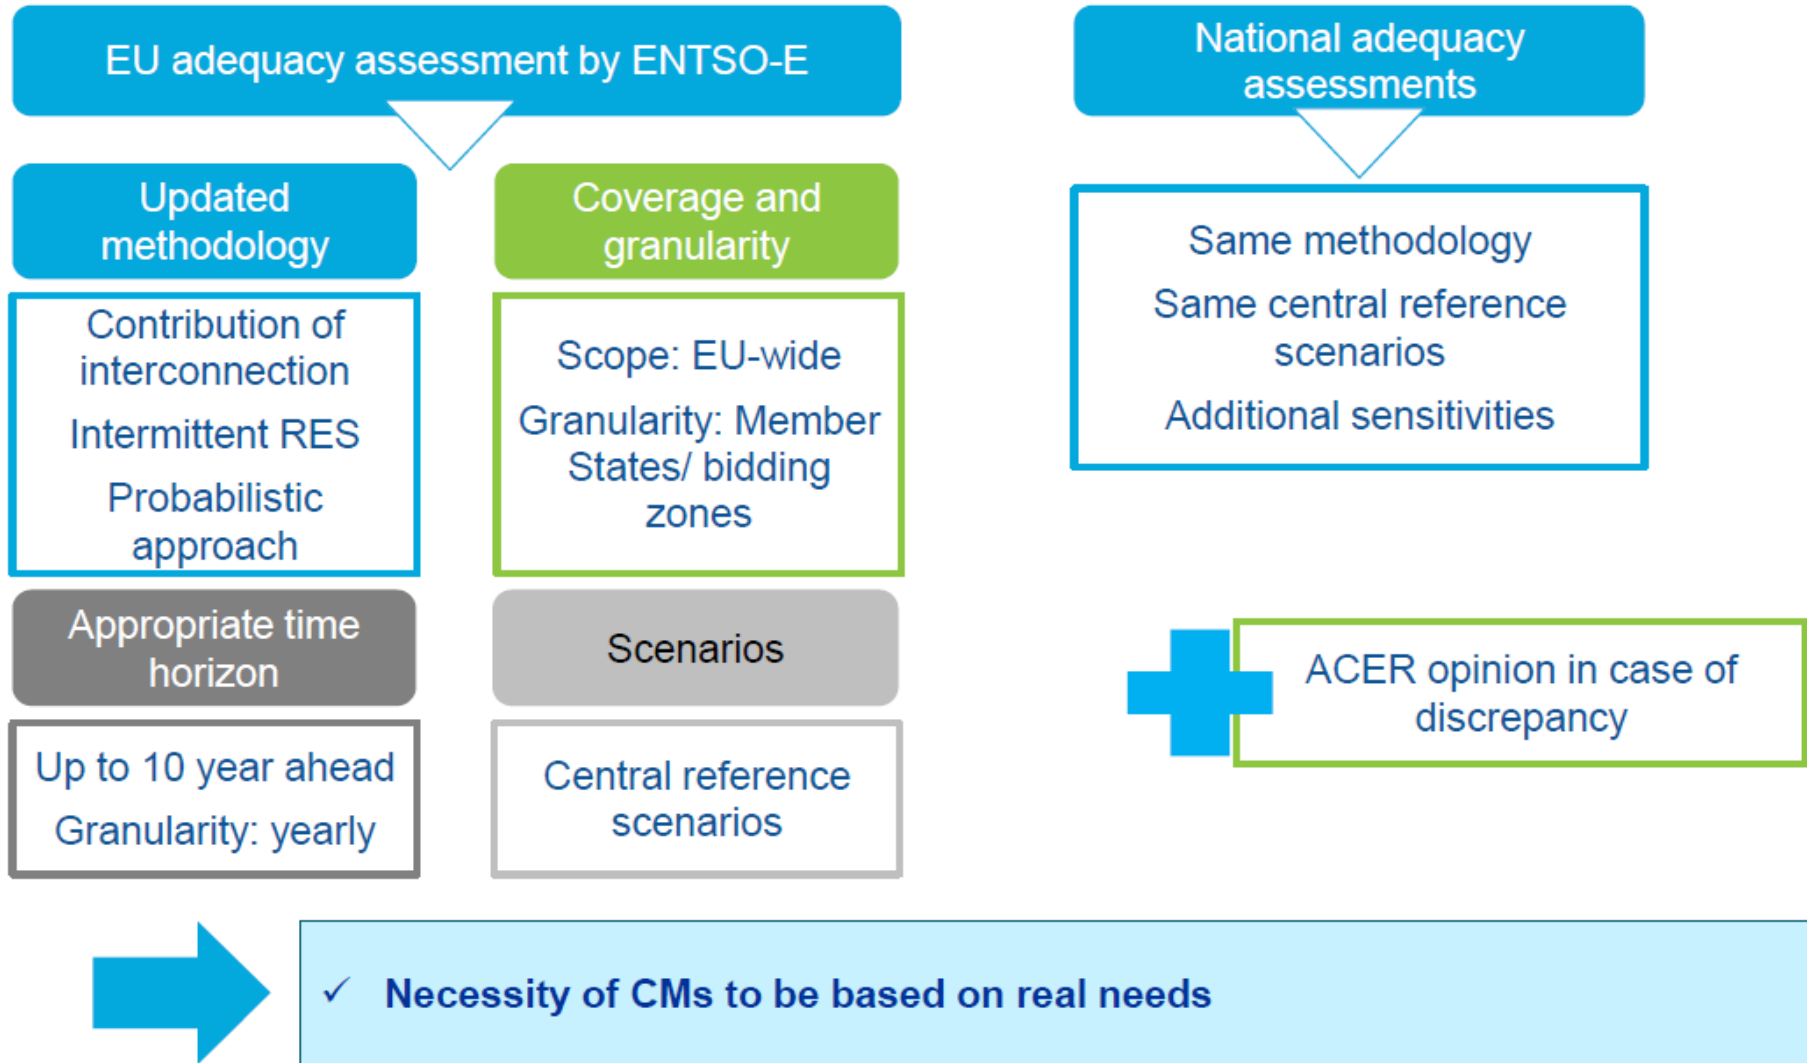 EU adequacy assessment by ENTSO-E
Updated
methodology
Contribution of
interconnection
Intermittent RES
Probabilistic
approach
Coverage and
granularity
Scope: EU-wide
Granularity: Member
States/ bidding
zones
Appropriate time
horizon
Up to 10 year ahead
Granularity: yearly
Scenarios
Central reference
scenarios
National adequacy
assessments
Same methodology
Same central reference
scenarios
Additional sensitivities
ACER opinion in case of
discrepancy
✓ Necessity of CMs to be based on real needs